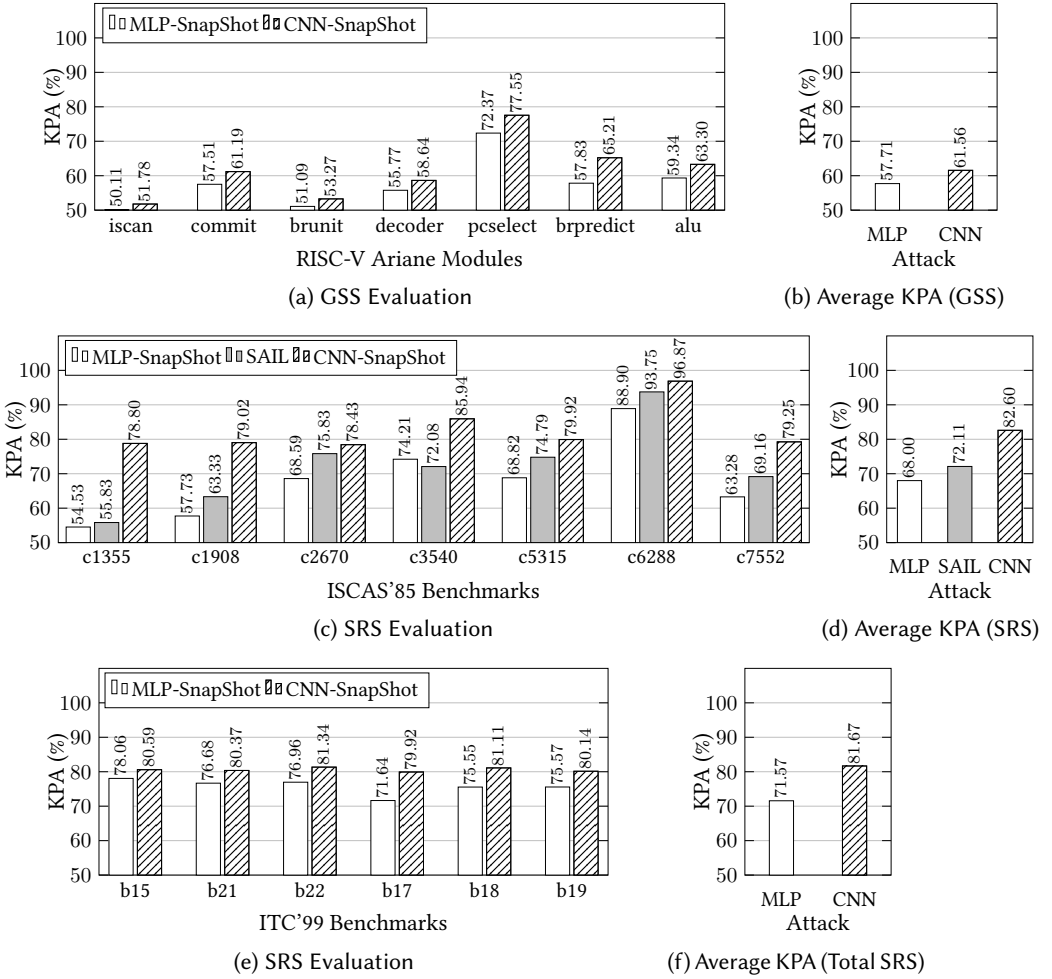 MLP-SnapShot CNN-SnapShot
KPA (%)
100
90
80
70
60
50
50.11 51.78 57.51 61.19 51.09 53.27 55.77 58.64 72.37 77.55 57.83 65.21 59.34 63.30
iscan commit brunit decoder pcselect brpredict alu
RISC-V Ariane Modules
(a) GSS Evaluation
KPA (%)
100
90
80
70
60
50
57.71 61.56
MLP CNN
Attack
(b) Average KPA (GSS)
MLP-SnapShot SAIL CNN-SnapShot
KPA (%)
100
90
80
70
60
50
54.53 55.83 78.80 57.73 63.33 79.02 68.59 75.83 78.43 74.21 72.08 85.94 68.82 74.79 79.92 88.90 93.75 96.87 63.28 69.16 79.25
c1355 c1908 c2670 c3540 c5315 c6288 c7552
ISCAS'85 Benchmarks
(c) SRS Evaluation
KPA (%)
100
90
80
70
60
50
68.00 72.11 82.60
MLP SAIL CNN
Attack
(d) Average KPA (SRS)
MLP-SnapShot CNN-SnapShot
KPA (%)
100
90
80
70
60
50
78.06 80.59 76.68 80.37 76.96 81.34 71.64 79.92 75.55 81.11 75.57 80.14
b15 b21 b22 b17 b18 b19
ITC'99 Benchmarks
(e) SRS Evaluation
KPA (%)
100
90
80
70
60
50
71.57 81.67
MLP CNN
Attack
(f) Average KPA (Total SRS)